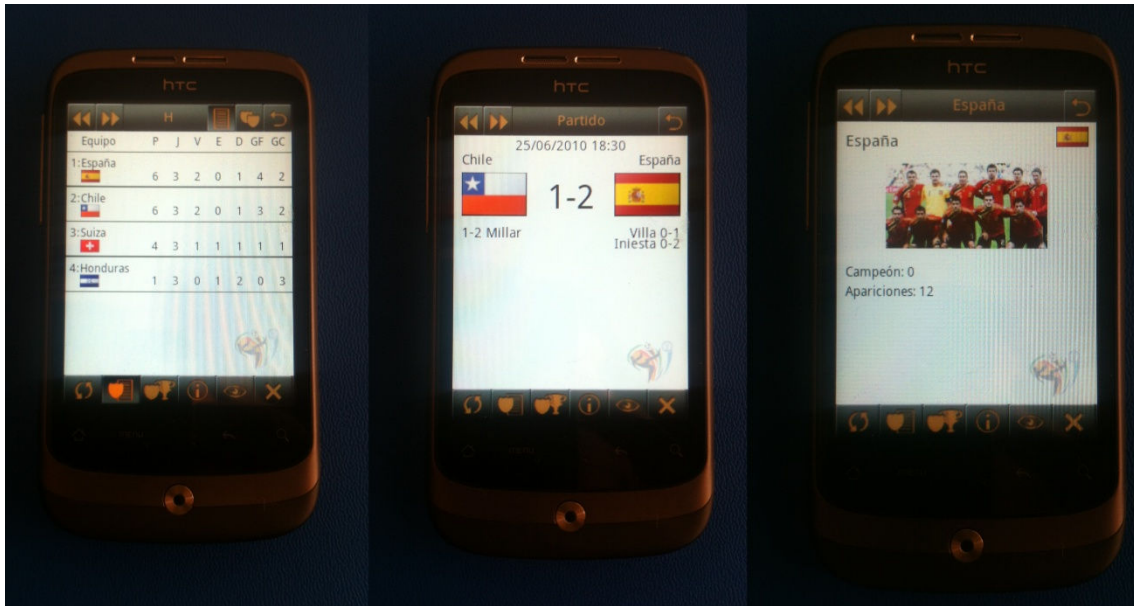 htc
H
Equipo P J V E D GF GC
1:España 6 3 2 0 1 4 2
2:Chile 6 3 2 0 1 3 2
3:Suiza 4 3 1 1 1 1 1
4:Honduras 1 3 0 1 2 0 3
htc
Partido
25/06/2010 18:30
Chile España
1-2
1-2 Millar Villa 0-1
Iniesta 0-2
htc
España
España
Campeón: 0
Apariciones: 12